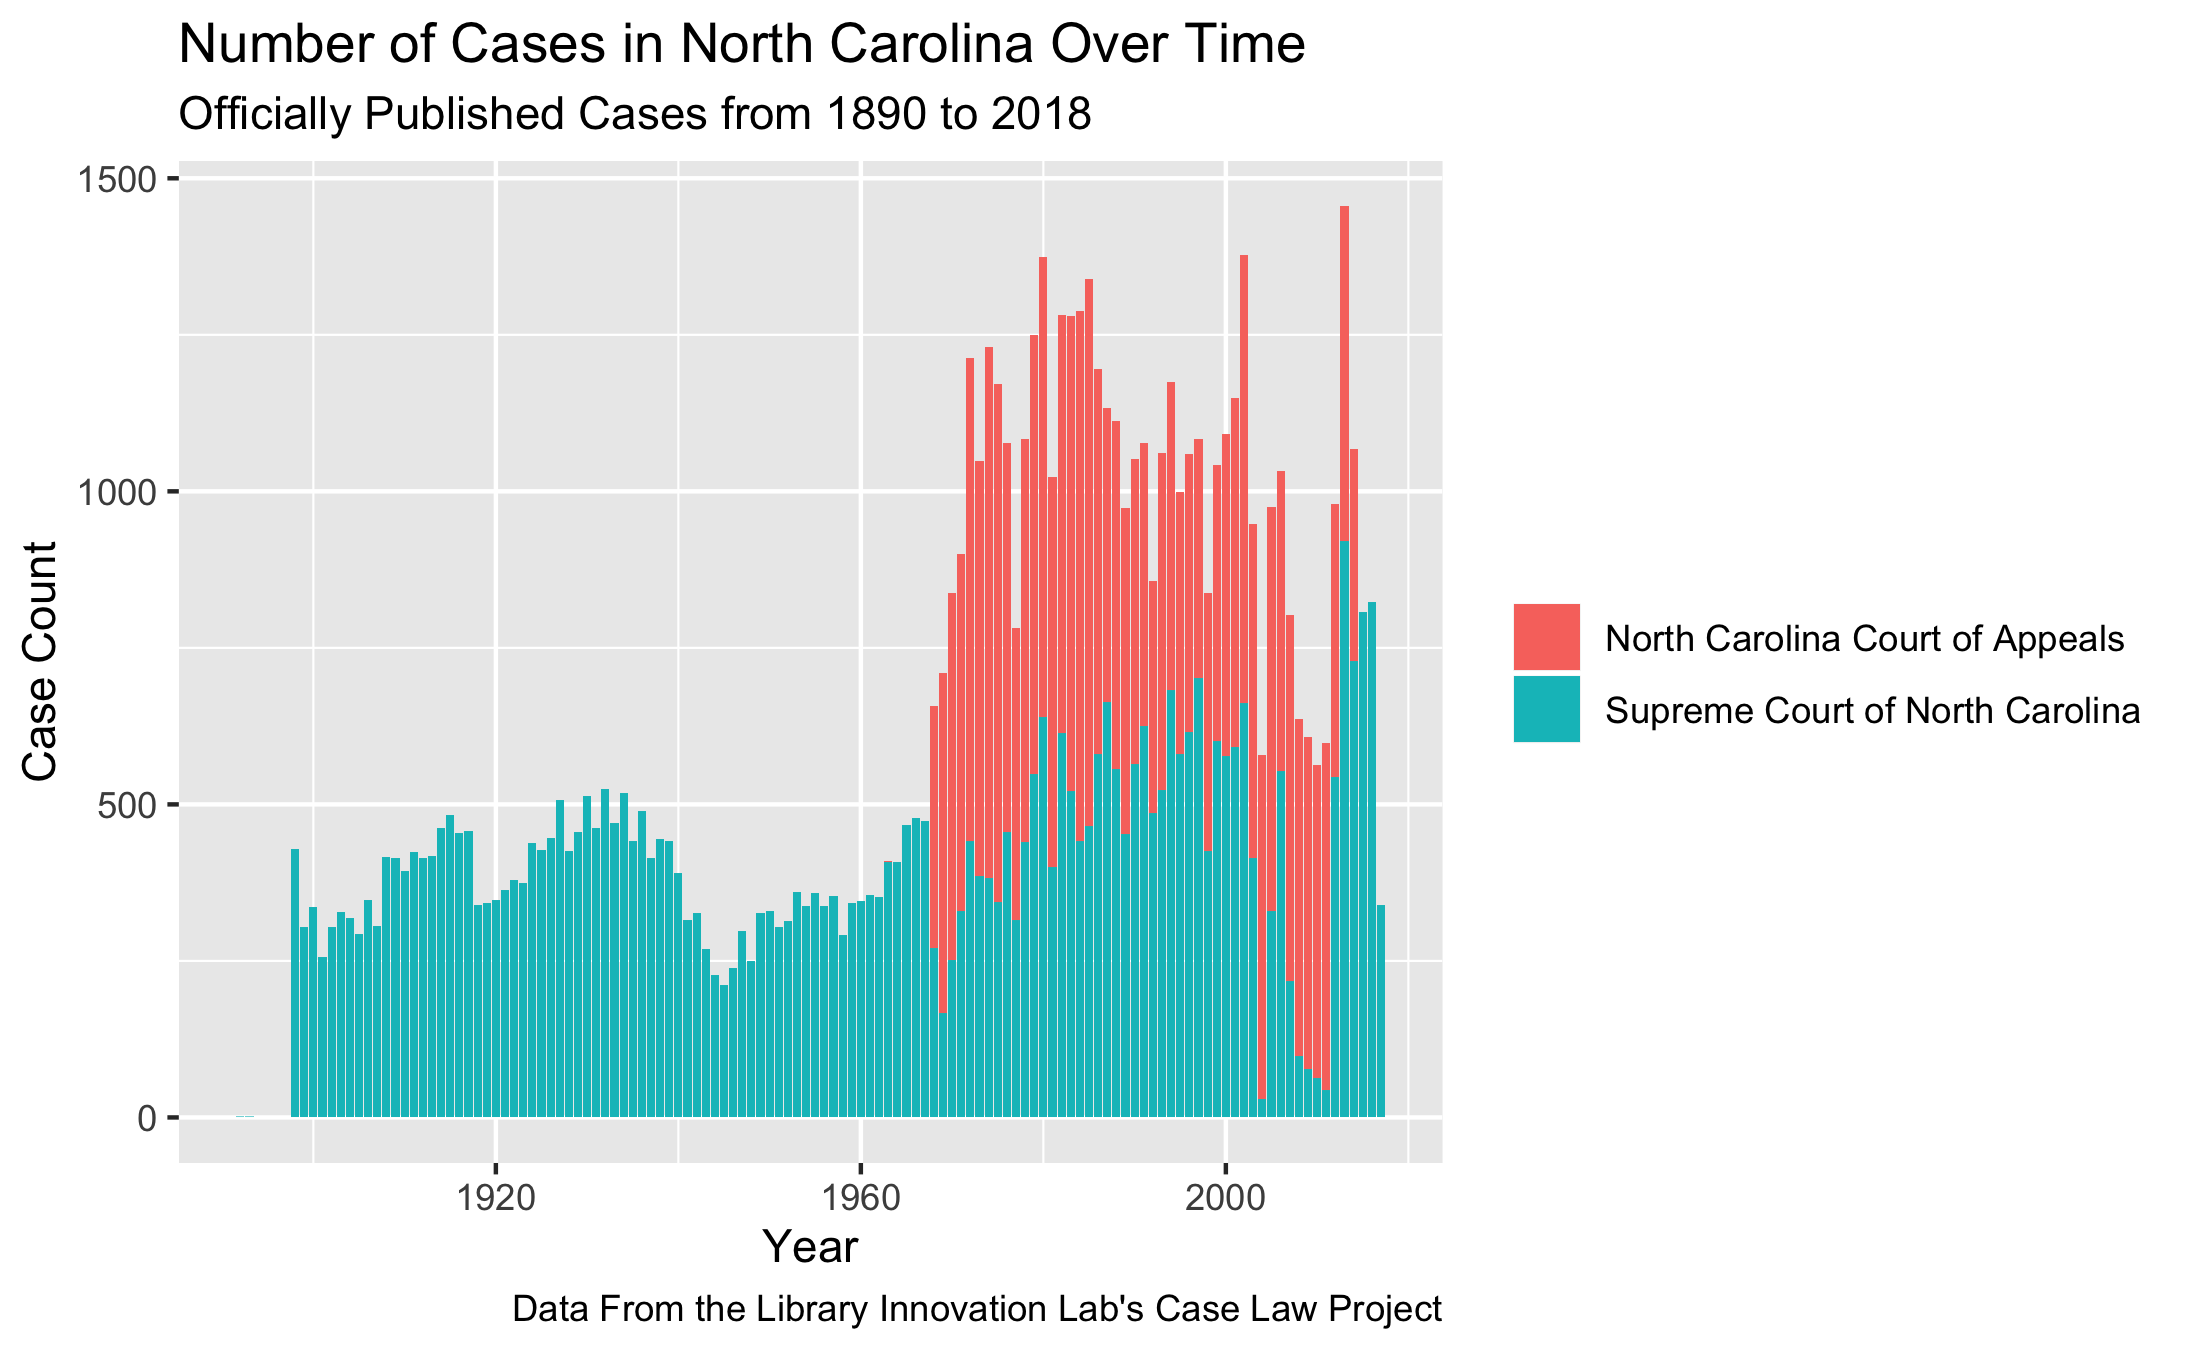 Number of Cases in North Carolina Over Time
Officially Published Cases from 1890 to 2018
1500
1000
500
0
Case Count
1920
1960
2000
Year
North Carolina Court of Appeals
Supreme Court of North Carolina
Data From the Library Innovation Lab's Case Law Project